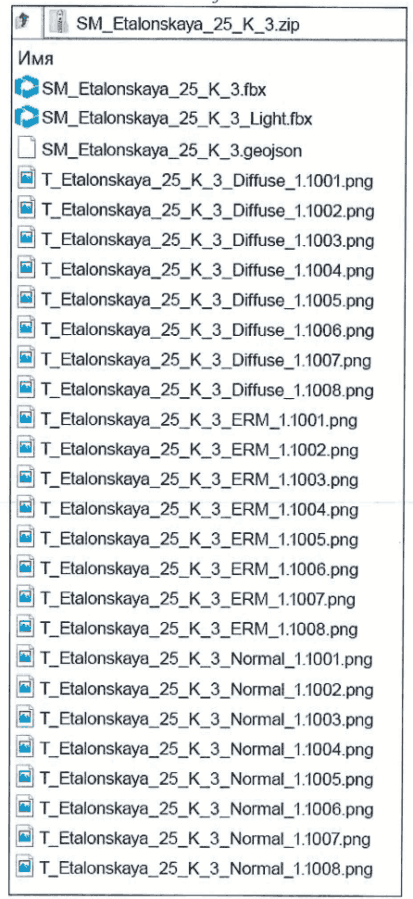 SM_Etalonskaya_25_K_3.zip
Имя
SM_Etalonskaya_25_K_3.fbx
SM_Etalonskaya_25_K_3_Light.fbx
SM_Etalonskaya_25_K_3.geojson
T_Etalonskaya_25_K_3_Diffuse_1.1001.png
T_Etalonskaya_25_K_3_Diffuse_1.1002.png
T_Etalonskaya_25_K_3_Diffuse_1.1003.png
T_Etalonskaya_25_K_3_Diffuse_1.1004.png
T_Etalonskaya_25_K_3_Diffuse_1.1005.png
T_Etalonskaya_25_K_3_Diffuse_1.1006.png
T_Etalonskaya_25_K_3_Diffuse_1.1007.png
T_Etalonskaya_25_K_3_Diffuse_1.1008.png
T_Etalonskaya_25_K_3_ERM_1.1001.png
T_Etalonskaya_25_K_3_ERM_1.1002.png
T_Etalonskaya_25_K_3_ERM_1.1003.png
T_Etalonskaya_25_K_3_ERM_1.1004.png
T_Etalonskaya_25_K_3_ERM_1.1005.png
T_Etalonskaya_25_K_3_ERM_1.1006.png
T_Etalonskaya_25_K_3_ERM_1.1007.png
T_Etalonskaya_25_K_3_ERM_1.1008.png
T_Etalonskaya_25_K_3_Normal_1.1001.png
T_Etalonskaya_25_K_3_Normal_1.1002.png
T_Etalonskaya_25_K_3_Normal_1.1003.png
T_Etalonskaya_25_K_3_Normal_1.1004.png
T_Etalonskaya_25_K_3_Normal_1.1005.png
T_Etalonskaya_25_K_3_Normal_1.1006.png
T_Etalonskaya_25_K_3_Normal_1.1007.png
T_Etalonskaya_25_K_3_Normal_1.1008.png